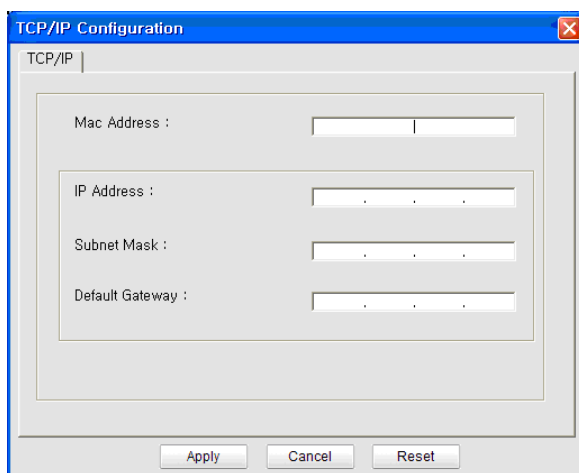 TCP/IP Configuration
TCP/IP
Mac Address :
IP Address :
. . .
Subnet Mask :
. . .
Default Gateway :
. . .
Apply Cancel Reset